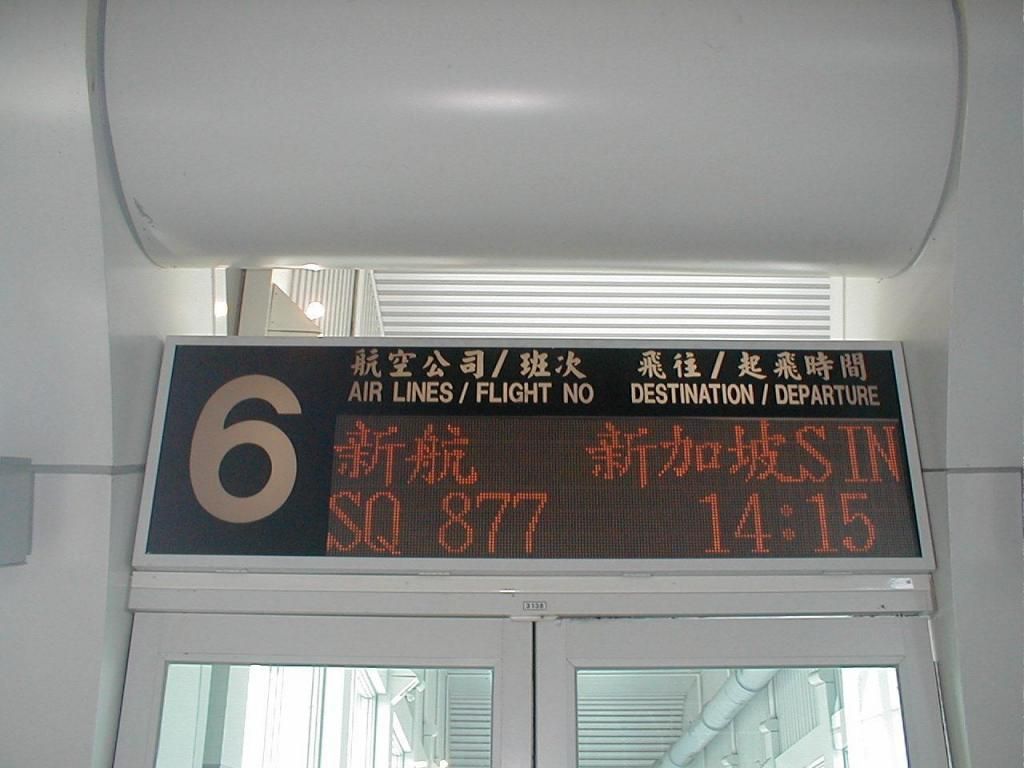 6
航空公司/班次 飛往/起飛時間
AIR LINES / FLIGHT NO DESTINATION / DEPARTURE
新航 新加坡SIN
SQ 877 14:15
3138